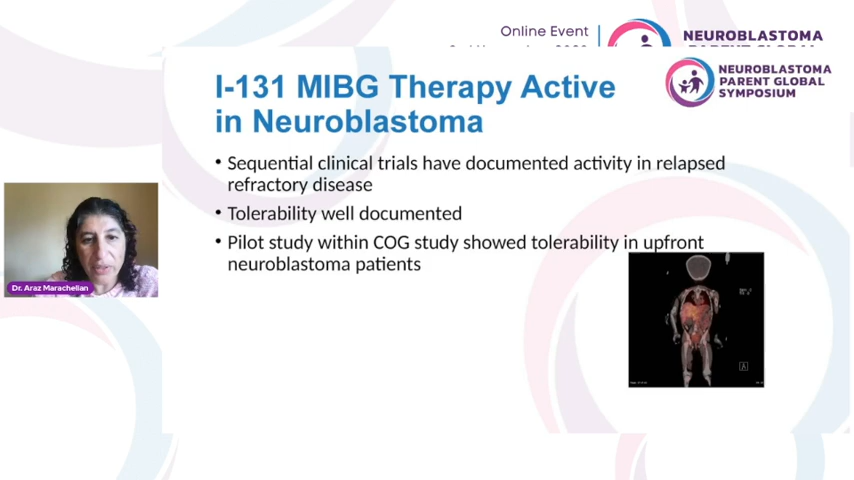 Online Event
NEUROBLASTOMA
NEUROBLASTOMA
PARENT GLOBAL
SYMPOSIUM
I-131 MIBG Therapy Active
in Neuroblastoma
• Sequential clinical trials have documented activity in relapsed
refractory disease
• Tolerability well documented
• Pilot study within COG study showed tolerability in upfront
neuroblastoma patients
Dr. Araz Marachelian
A